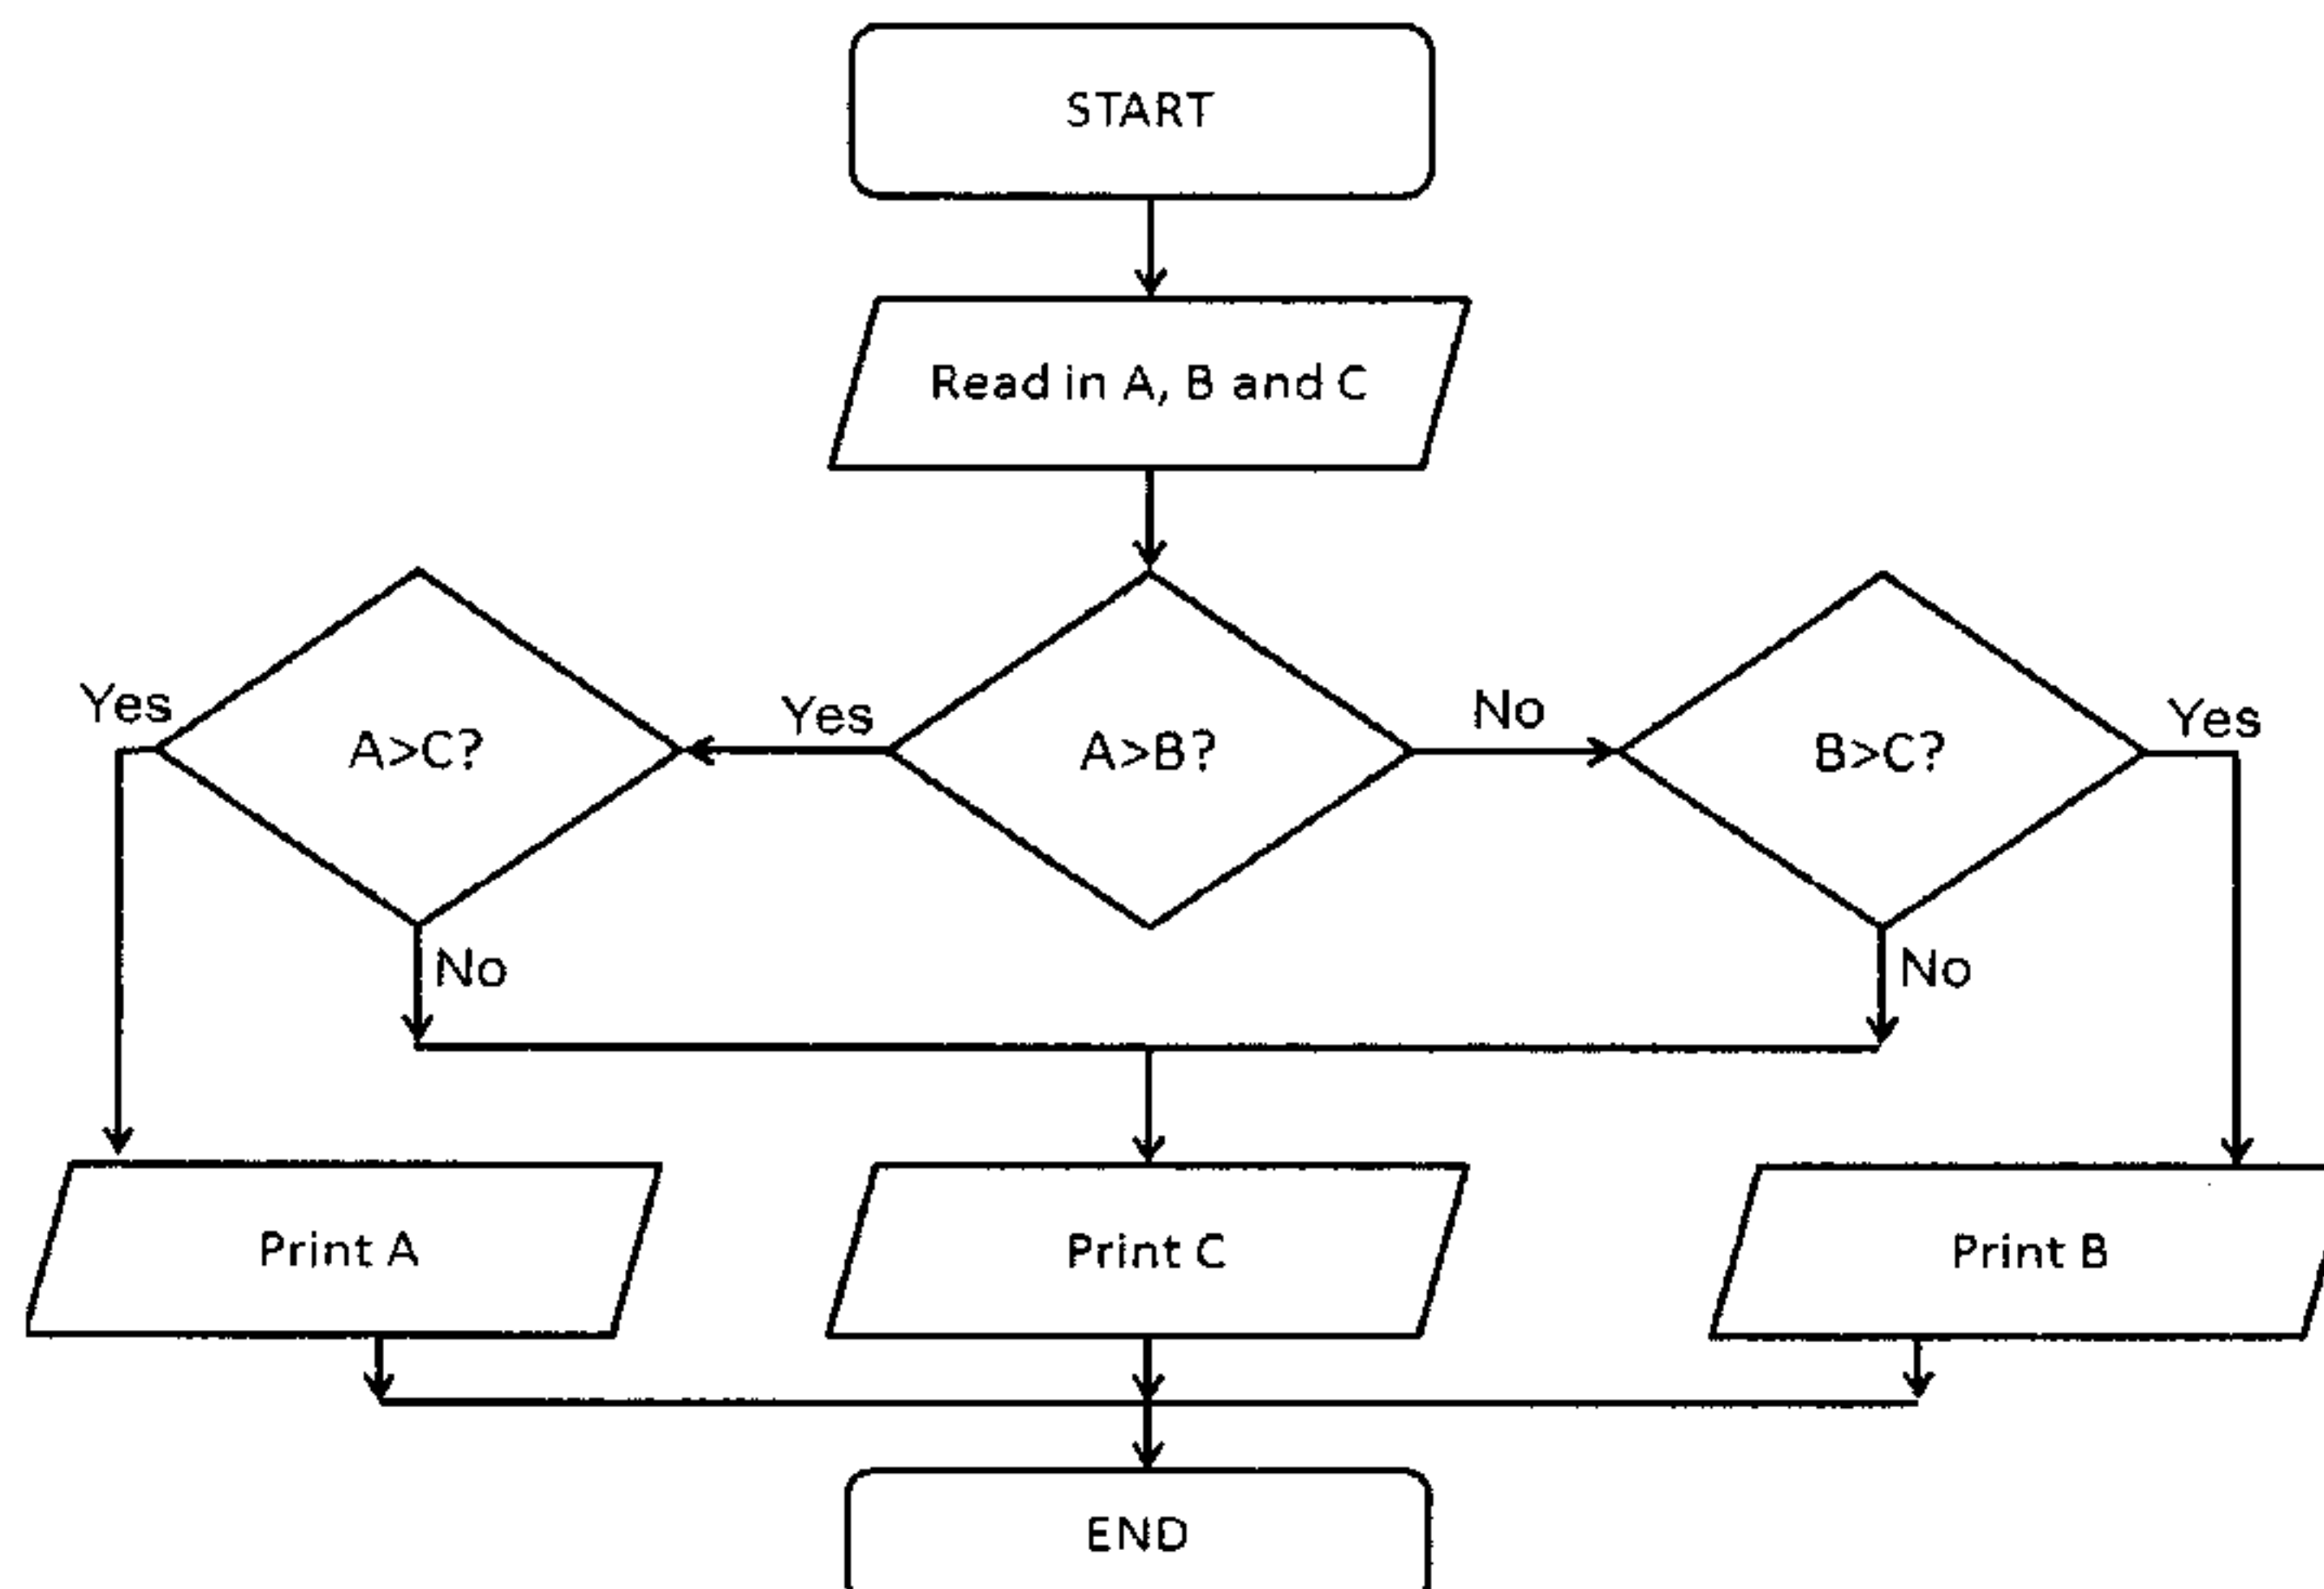 START
Read in A, B and C
Yes
A>C?
Yes
A>B?
No
B>C?
Yes
No
No
Print A
Print C
Print B
END